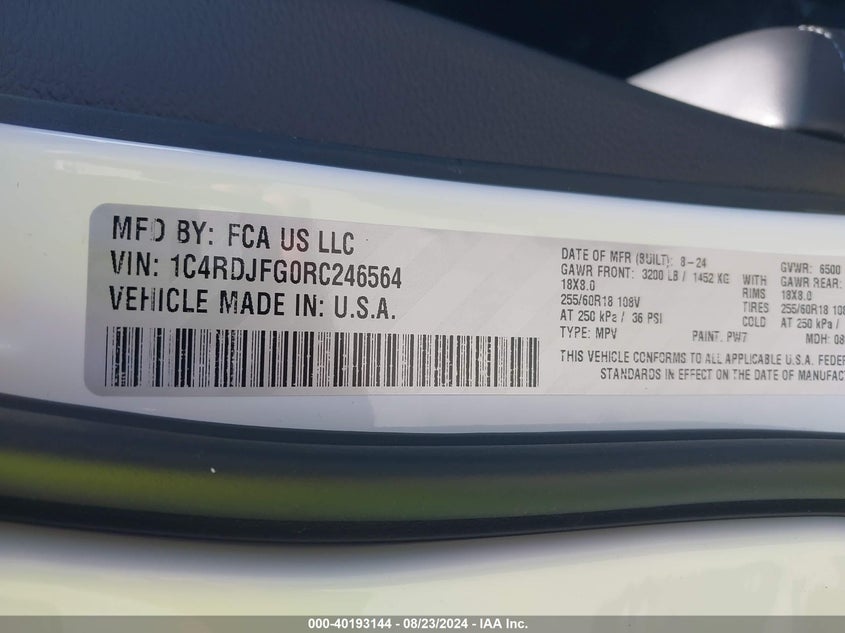 MFD BY: FCA US LLC
VIN: 1C4RDJFG0RC246564
VEHICLE MADE IN: U.S.A.
DATE OF MFR (BUILT): 8-24
GAWR FRONT: 3200 LB / 1452 KG WITH
18X8.0 RIMS
255/60R18 108V TIRES
AT 250 kPa / 36 PSI COLD
TYPE: MPV PAINT: PW7
GVWR: 6500
GAWR REAR:
18X8.0
255/60R18 108
AT 250 kPa /
MDH: 08
THIS VEHICLE CONFORMS TO ALL APPLICABLE U.S.A. FEDER
STANDARDS IN EFFECT ON THE DATE OF MANUFACT
000-40193144 - 08/23/2024 - IAA Inc.